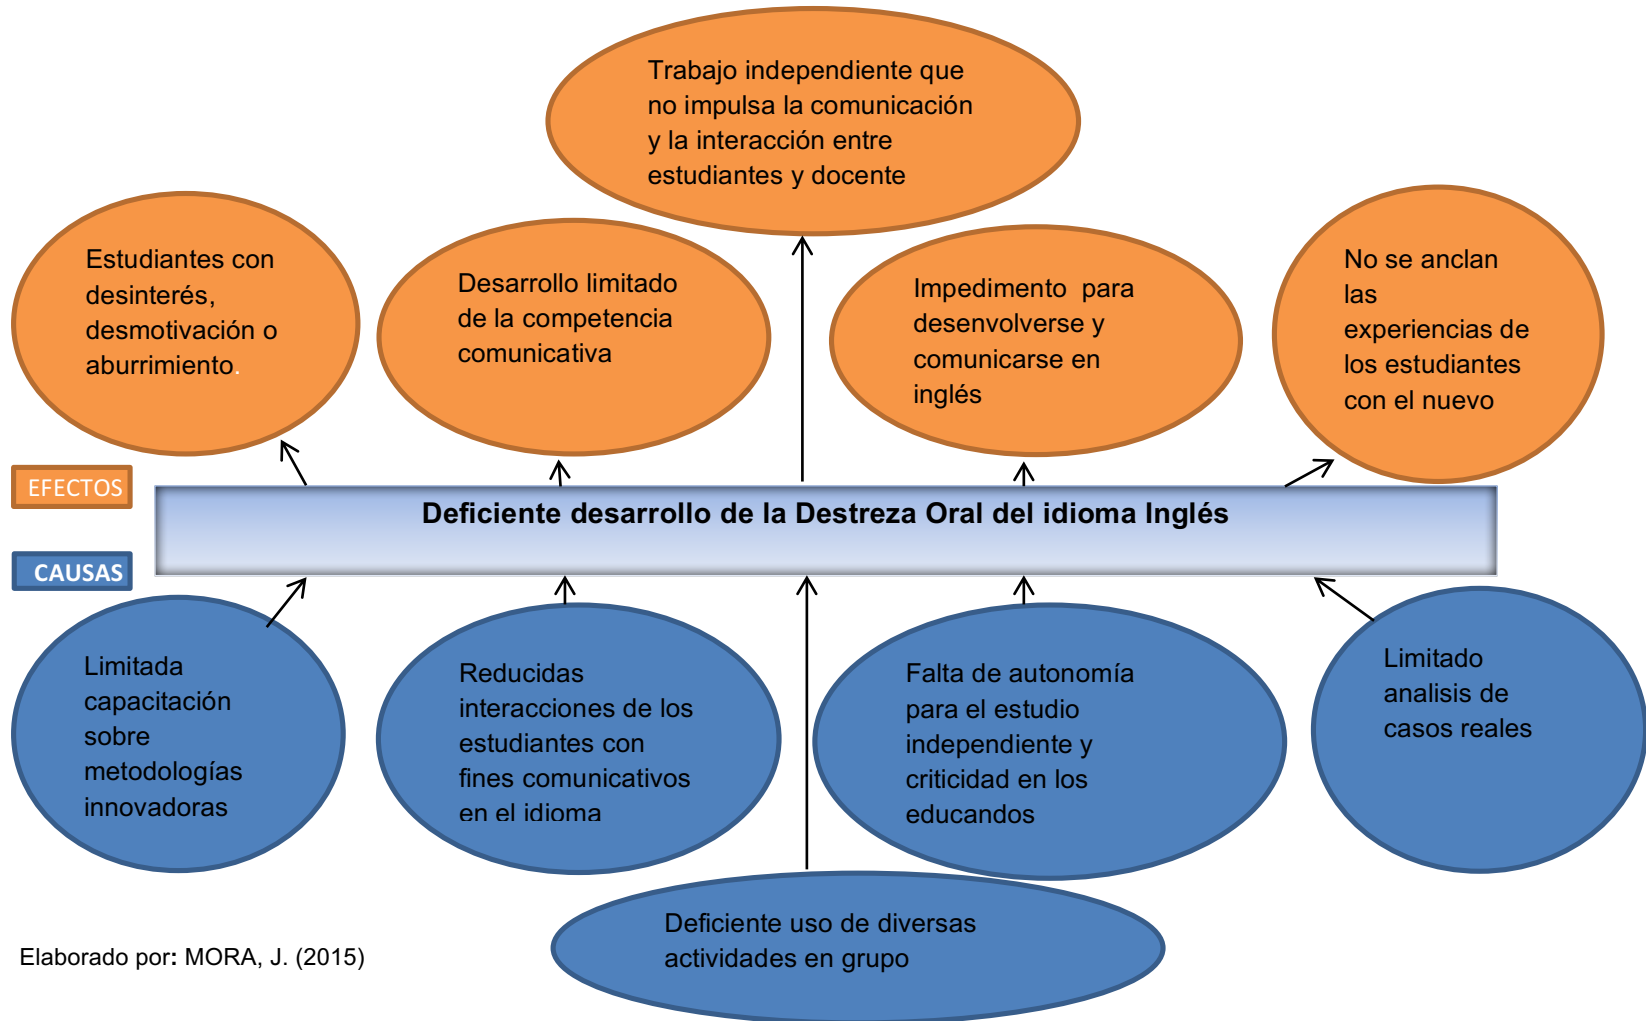 Trabajo independiente que
no impulsa la comunicación
y la interacción entre
estudiantes y docente
Estudiantes con
desinterés,
desmotivación o
aburrimiento.
Desarrollo limitado
de la competencia
comunicativa
Impedimento para
desenvolverse y
comunicarse en
inglés
No se anclan
las
experiencias de
los estudiantes
con el nuevo
EFECTOS
Deficiente desarrollo de la Destreza Oral del idioma Inglés
CAUSAS
Limitada
capacitación
sobre
metodologías
innovadoras
Reducidas
interacciones de los
estudiantes con
fines comunicativos
en el idioma
Falta de autonomía
para el estudio
independiente y
criticidad en los
educandos
Limitado
analisis de
casos reales
Deficiente uso de diversas
actividades en grupo
Elaborado por: MORA, J. (2015)